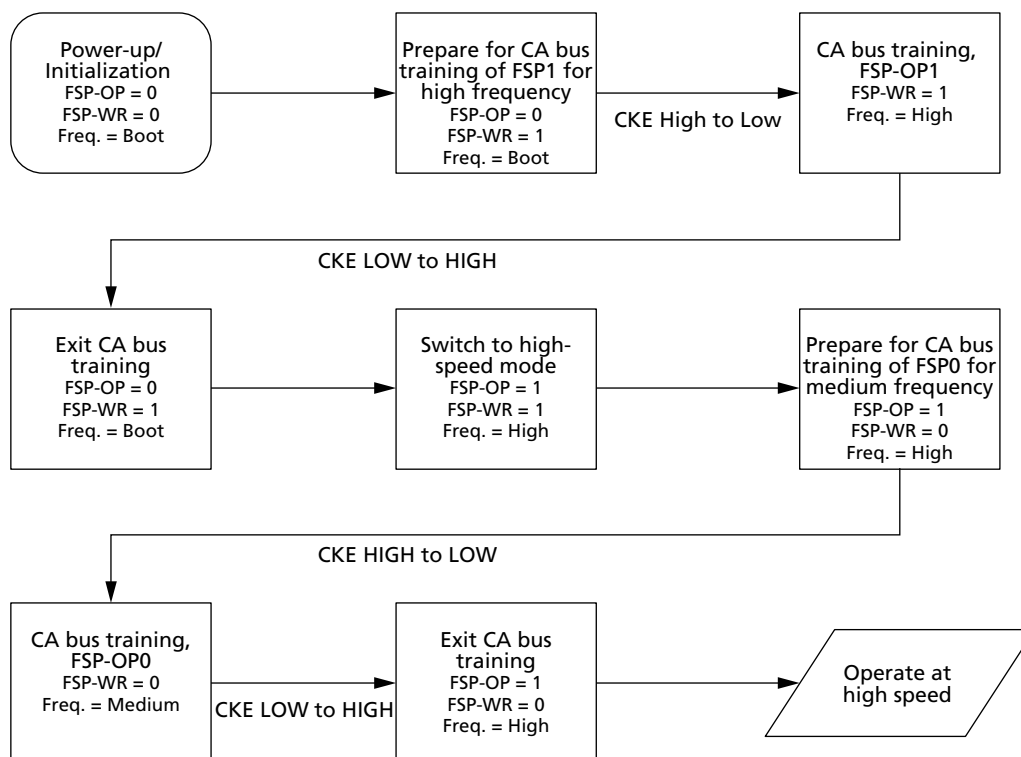 Power-up/
Initialization
FSP-OP = 0
FSP-WR = 0
Freq. = Boot
Prepare for CA bus
training of FSP1 for
high frequency
FSP-OP = 0
FSP-WR = 1
Freq. = Boot
CKE High to Low
CA bus training,
FSP-OP1
FSP-WR = 1
Freq. = High
CKE LOW to HIGH
Exit CA bus
training
FSP-OP = 0
FSP-WR = 1
Freq. = Boot
Switch to high-
speed mode
FSP-OP = 1
FSP-WR = 1
Freq. = High
Prepare for CA bus
training of FSP0 for
medium frequency
FSP-OP = 1
FSP-WR = 0
Freq. = High
CKE HIGH to LOW
CA bus training,
FSP-OP0
FSP-WR = 0
Freq. = Medium
CKE LOW to HIGH
Exit CA bus
training
FSP-OP = 1
FSP-WR = 0
Freq. = High
Operate at
high speed